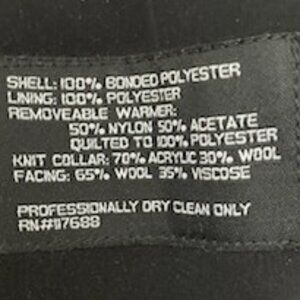 SHELL: 100% BONDED POLYESTER
LINING: 100% POLYESTER
REMOVEABLE WARMER:
50% NYLON 50% ACETATE
QUILTED TO 100% POLYESTER
KNIT COLLAR: 70% ACRYLIC 30% WOOL
FACING: 65% WOOL 35% VISCOSE
PROFESSIONALLY DRY CLEAN ONLY
RN#117688